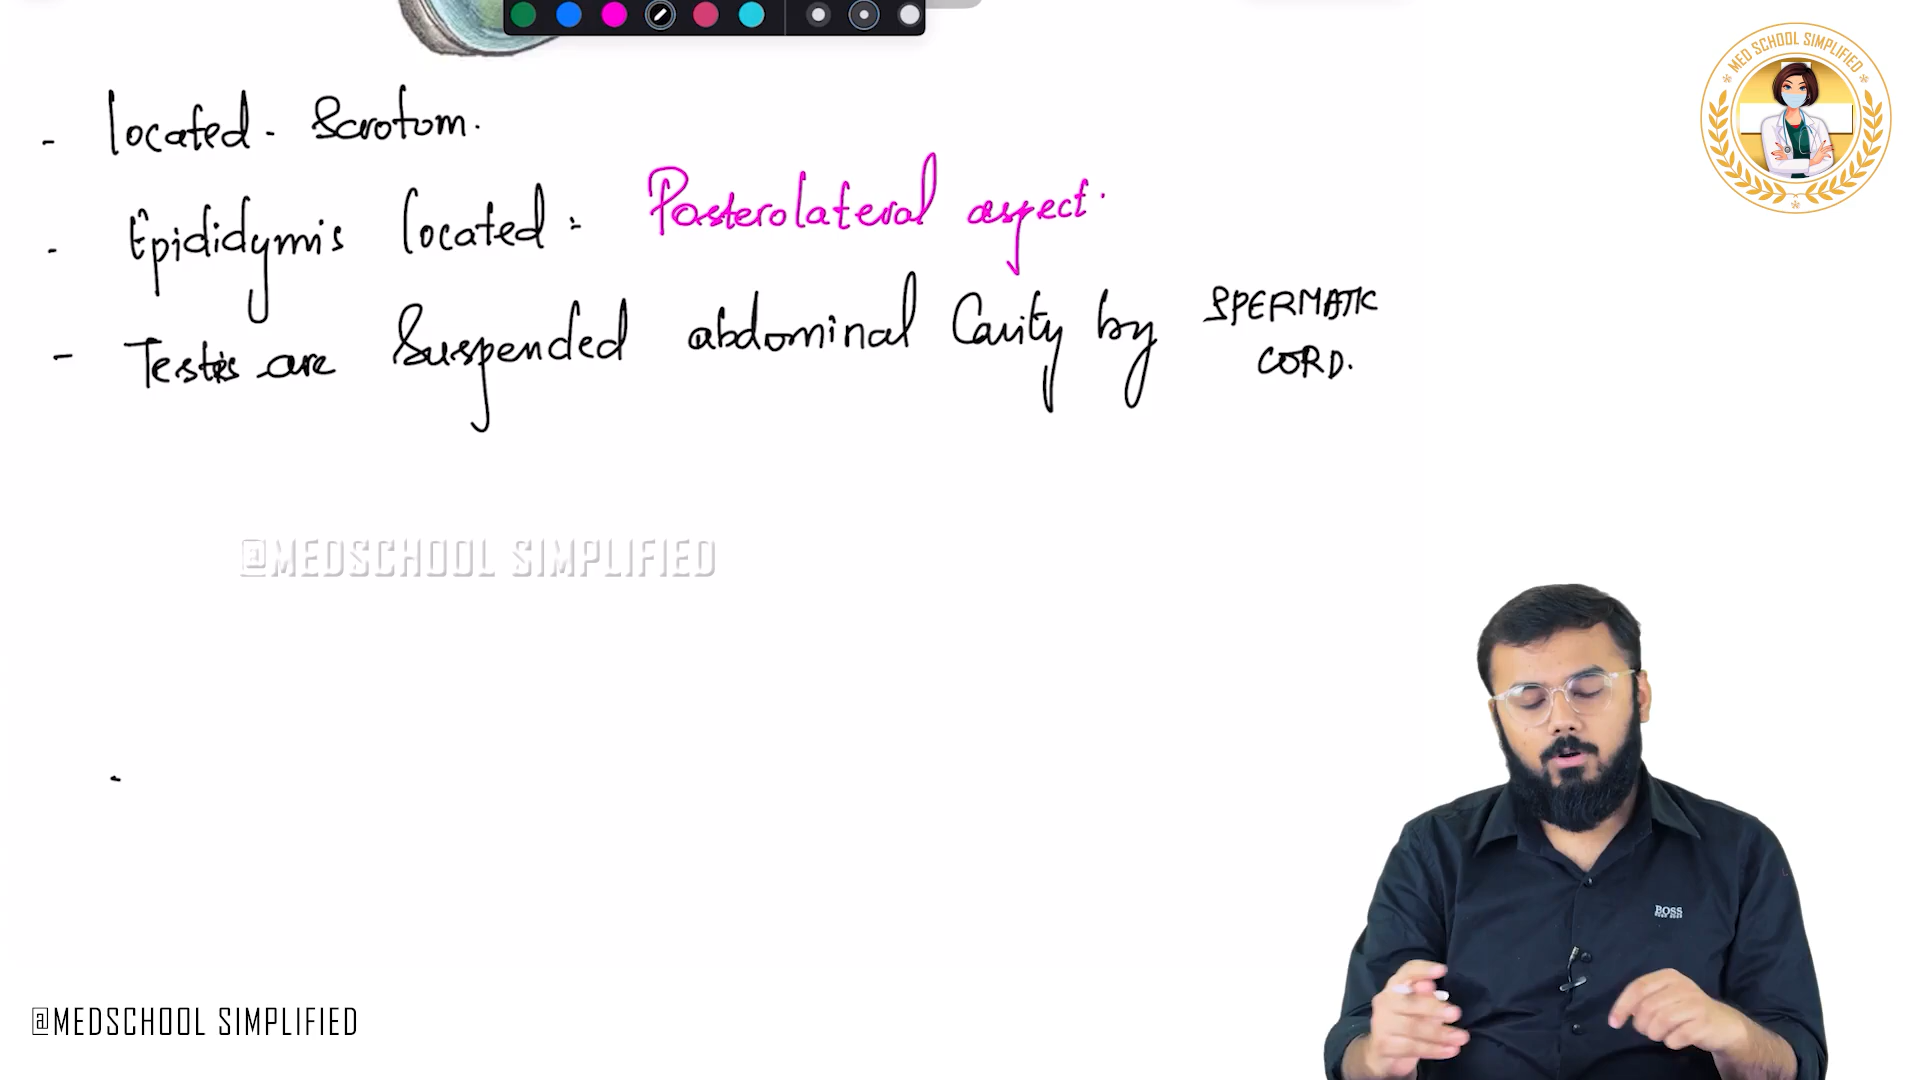 MED SCHOOL SIMPLIFIED
- located - Scrotum.
- Epididymis located : Posterolateral aspect.
- Testis are Suspended abdominal Cavity by SPERMATIC
CORD.
@MEDSCHOOL SIMPLIFIED
BOSS
@MEDSCHOOL SIMPLIFIED